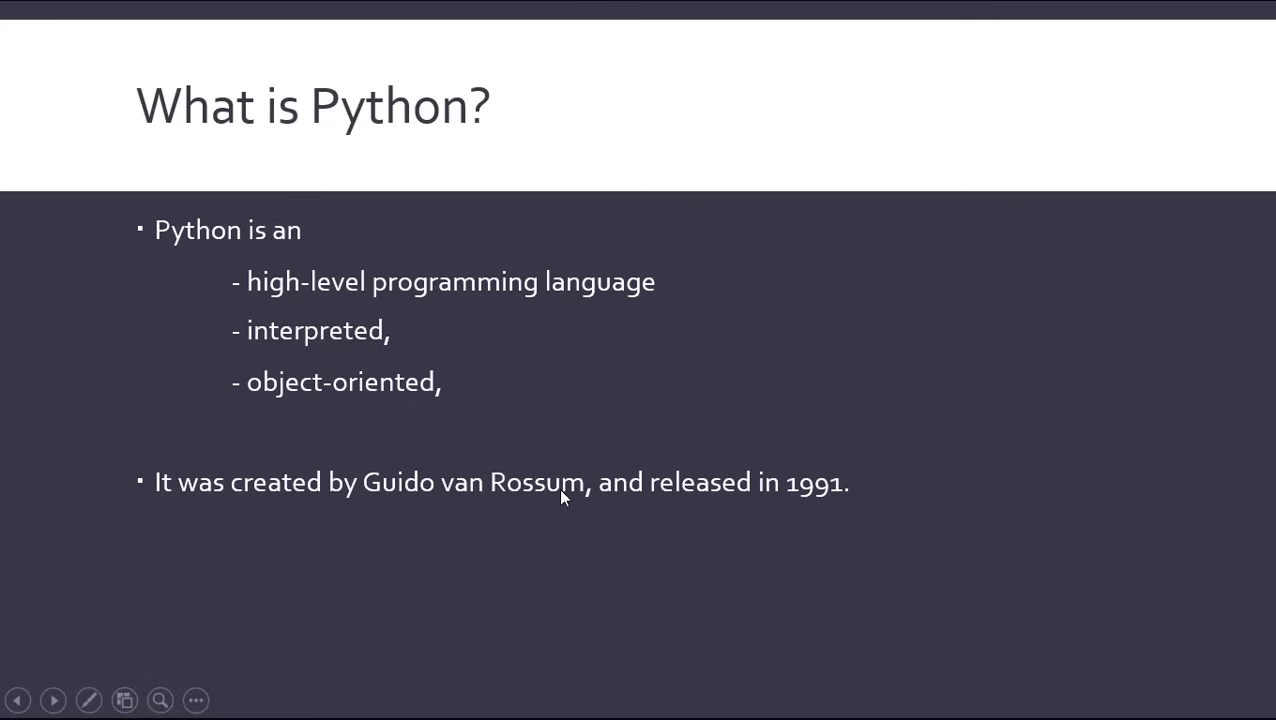 What is Python?
▪ Python is an
- high-level programming language
- interpreted,
- object-oriented,
▪ It was created by Guido van Rossum, and released in 1991.